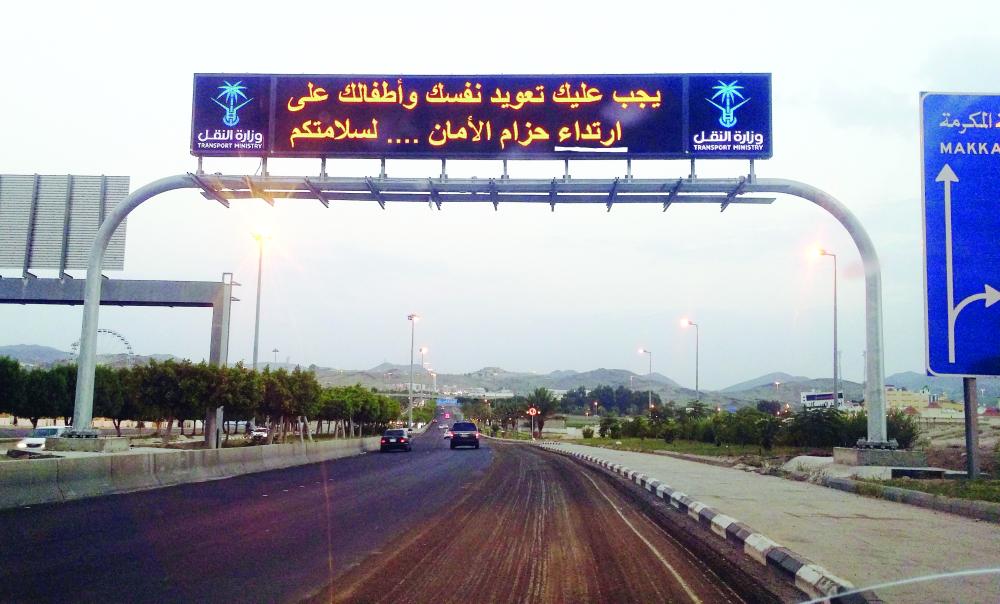 يجب عليك تعويد نفسك وأطفالك على
ارتداء حزام الأمان .... لسلامتكم
وزارة النقل
TRANSPORT MINISTRY
وزارة النقل
TRANSPORT MINISTRY
المكرمة
MAKKA